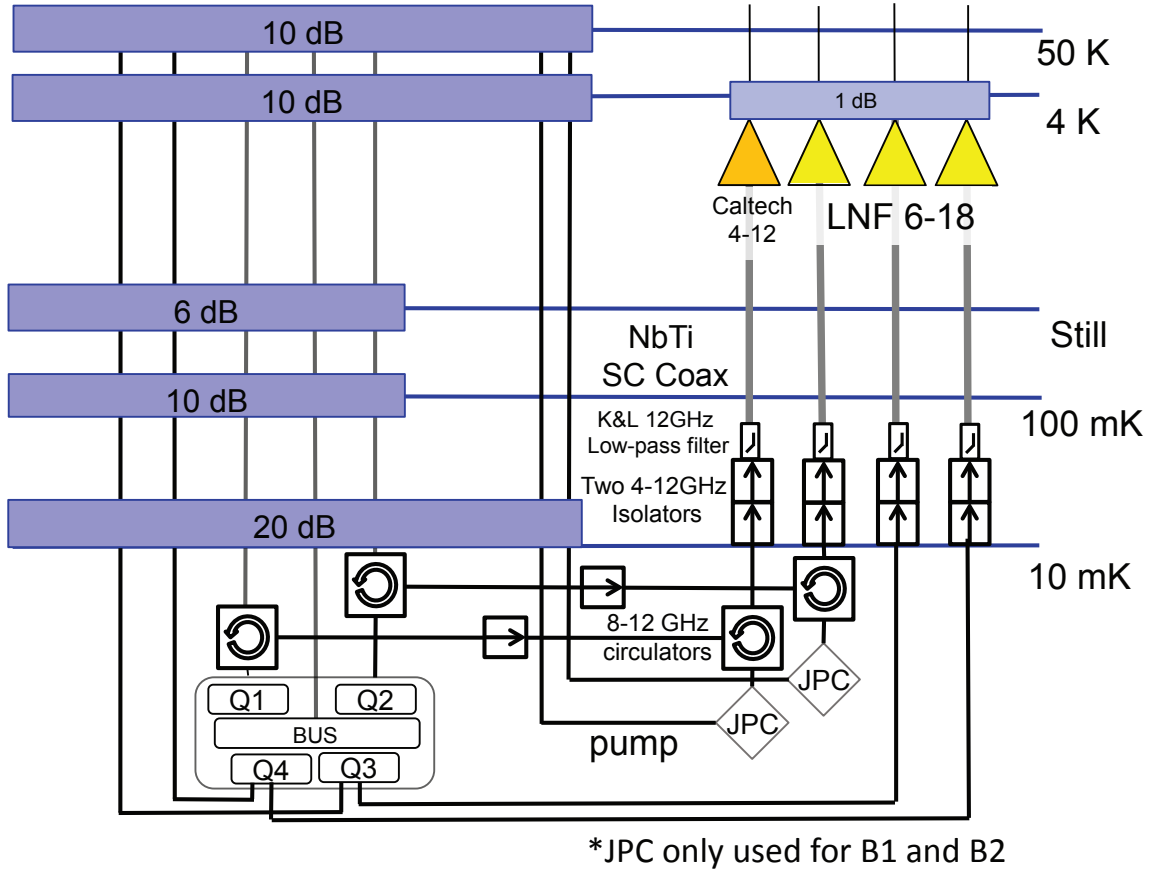 10 dB
50 K
10 dB
1 dB
4 K
Caltech
4-12
LNF 6-18
6 dB
Still
NbTi
SC Coax
10 dB
100 mK
K&L 12GHz
Low-pass filter
Two 4-12GHz
Isolators
20 dB
10 mK
8-12 GHz
circulators
Q1
Q2
JPC
BUS
JPC
pump
Q4
Q3
*JPC only used for B1 and B2